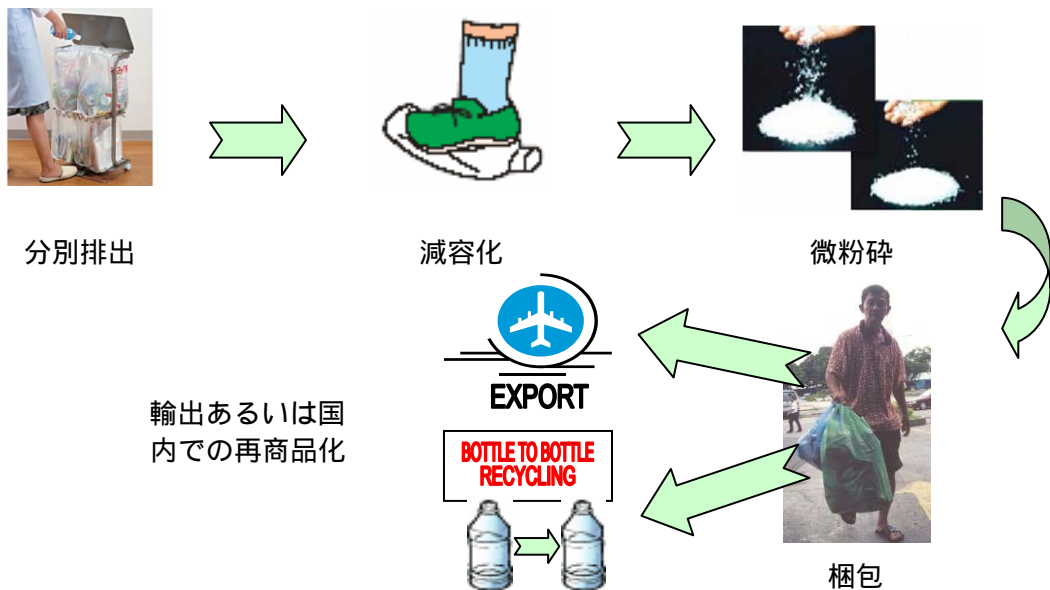 分別排出
減容化
微粉砕
EXPORT
輸出あるいは国
内での再商品化
BOTTLE TO BOTTLE
RECYCLING
梱包